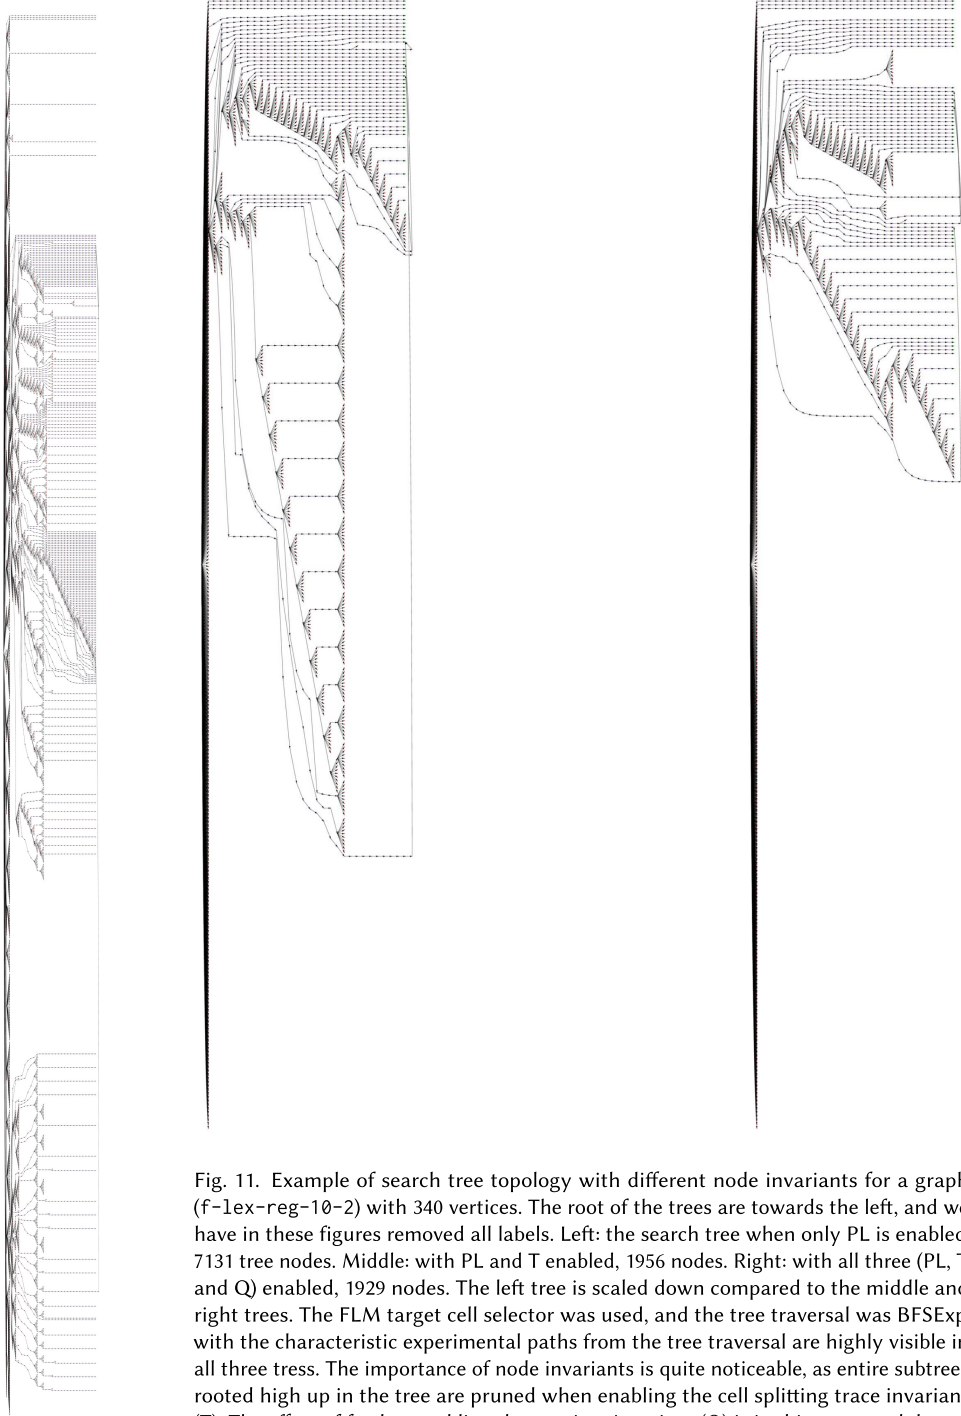 Fig. 11. Example of search tree topology with different node invariants for a graph
(f-lex-reg-10-2) with 340 vertices. The root of the trees are towards the left, and we
have in these figures removed all labels. Left: the search tree when only PL is enabled
7131 tree nodes. Middle: with PL and T enabled, 1956 nodes. Right: with all three (PL, T
and Q) enabled, 1929 nodes. The left tree is scaled down compared to the middle and
right trees. The FLM target cell selector was used, and the tree traversal was BFSExp
with the characteristic experimental paths from the tree traversal are highly visible in
all three tress. The importance of node invariants is quite noticeable, as entire subtree
rooted high up in the tree are pruned when enabling the cell splitting trace invarian